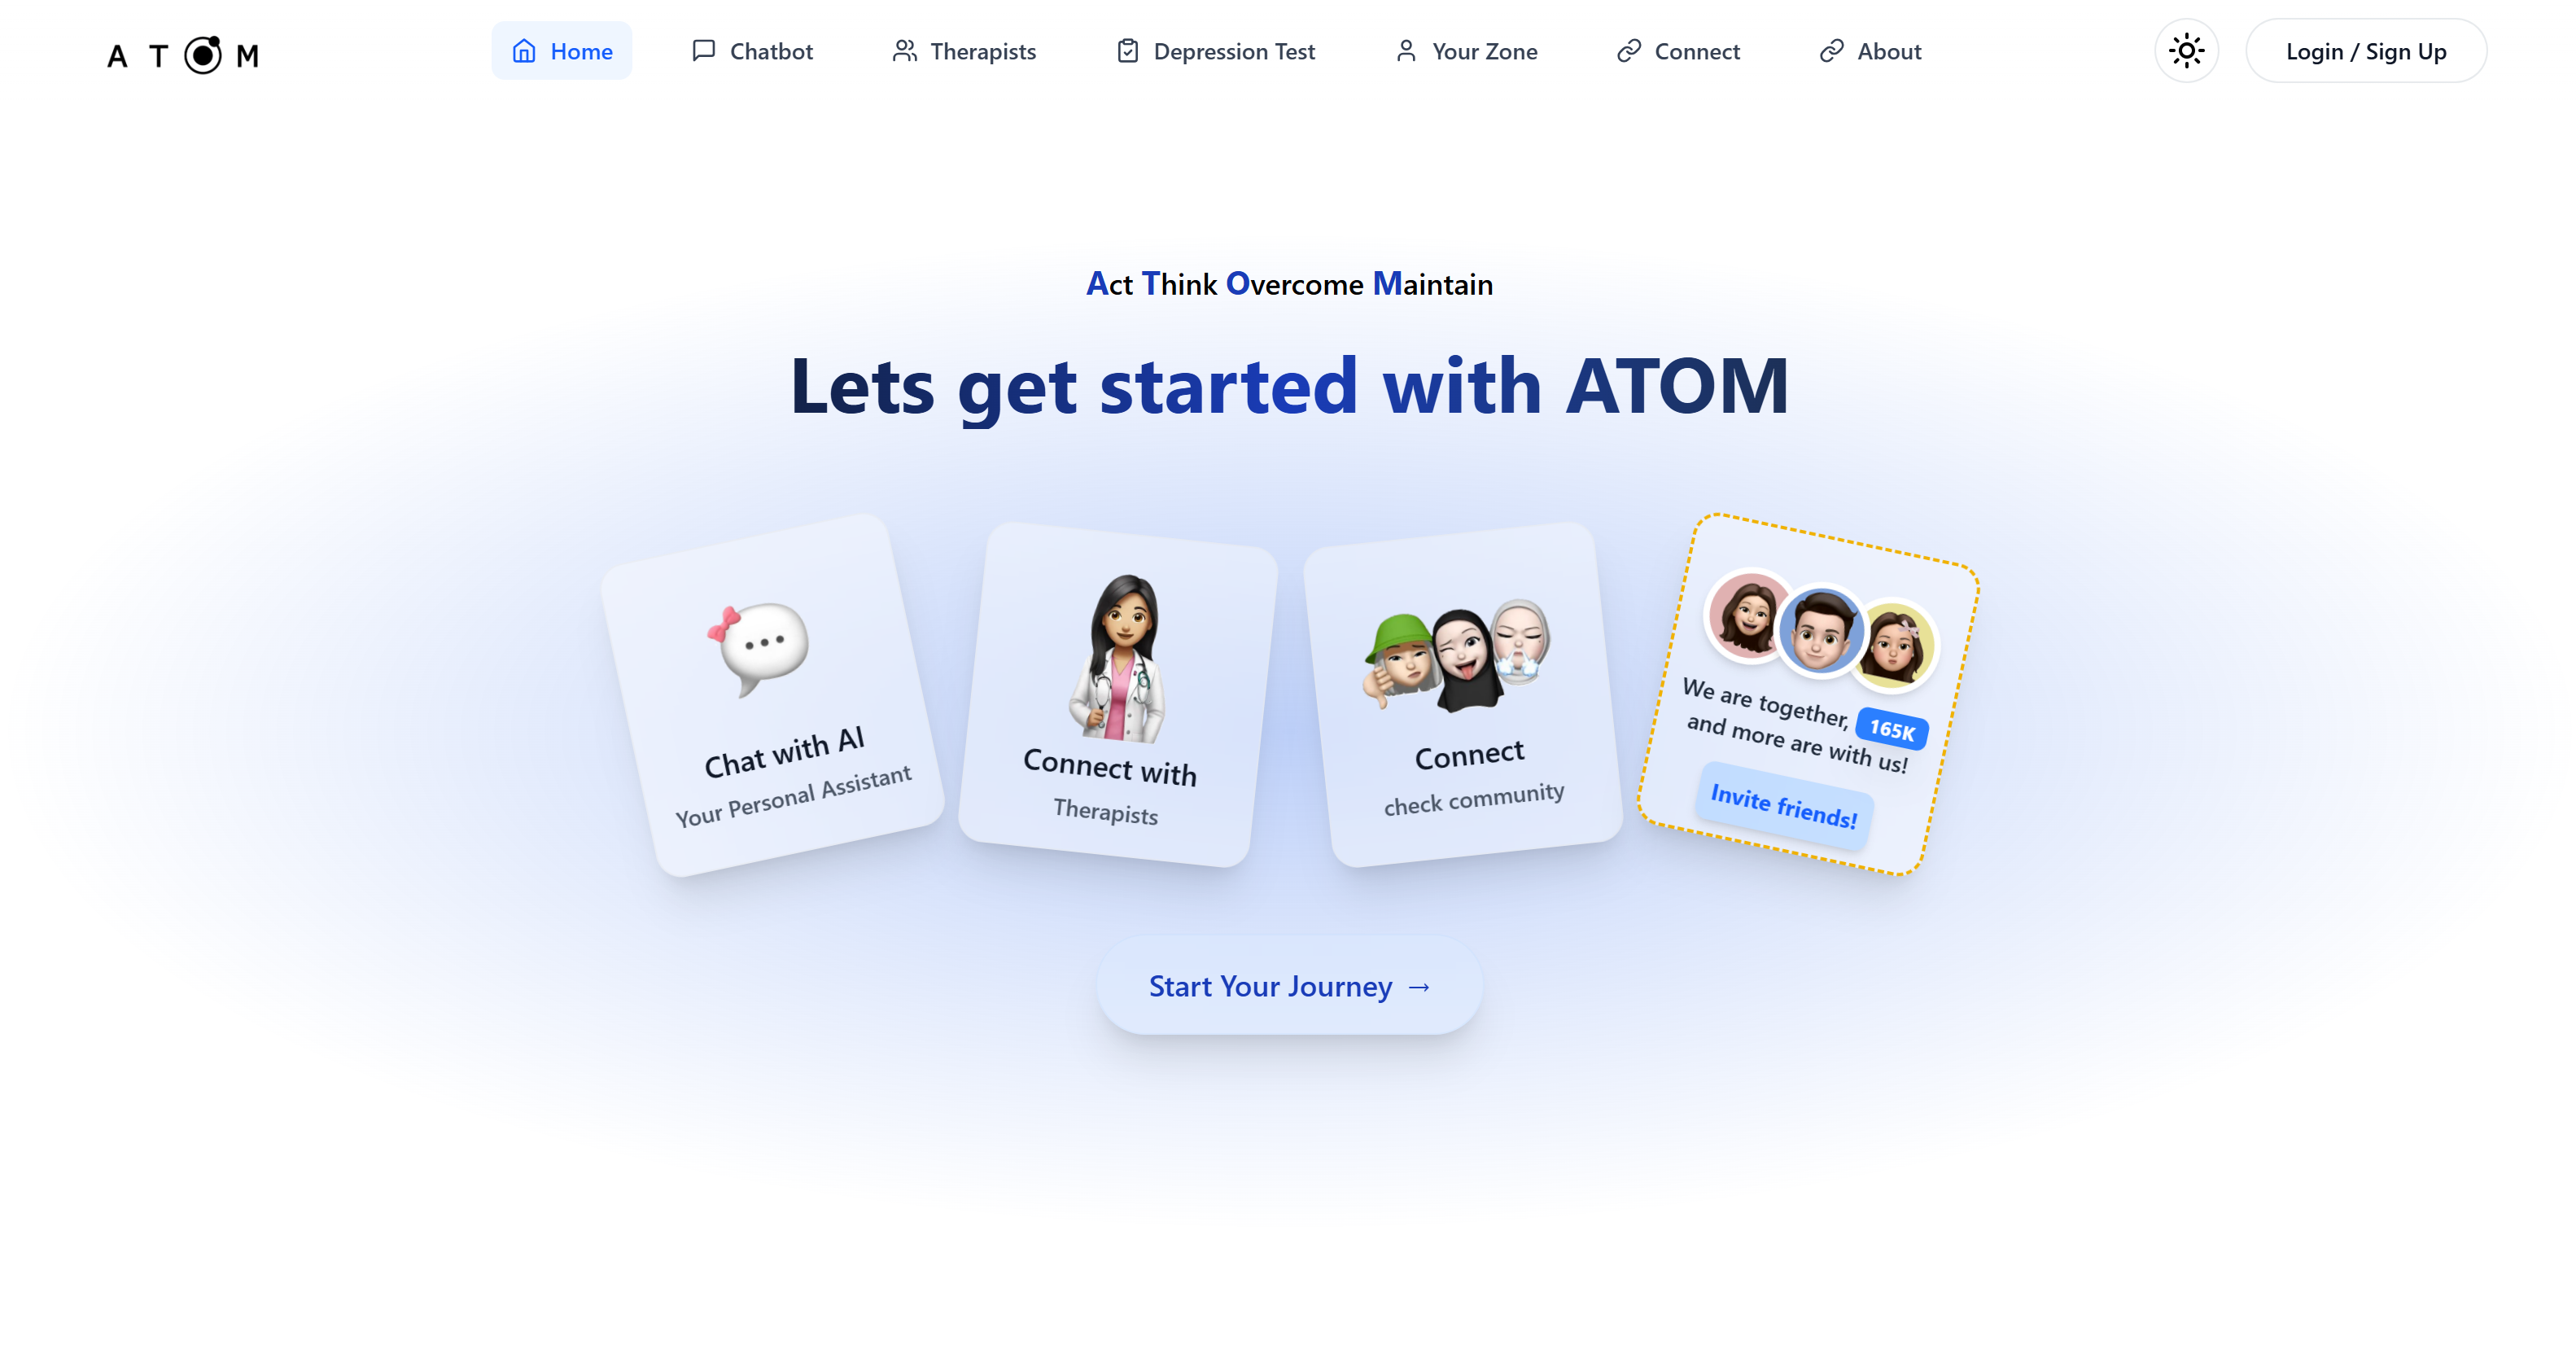 A T O M
Home
Chatbot
Therapists
Depression Test
Your Zone
Connect
About
Login / Sign Up
Act Think Overcome Maintain
Lets get started with ATOM
Chat with AI
Your Personal Assistant
Connect with
Therapists
Connect
check community
We are together, 165K
and more are with us!
Invite friends!
Start Your Journey →